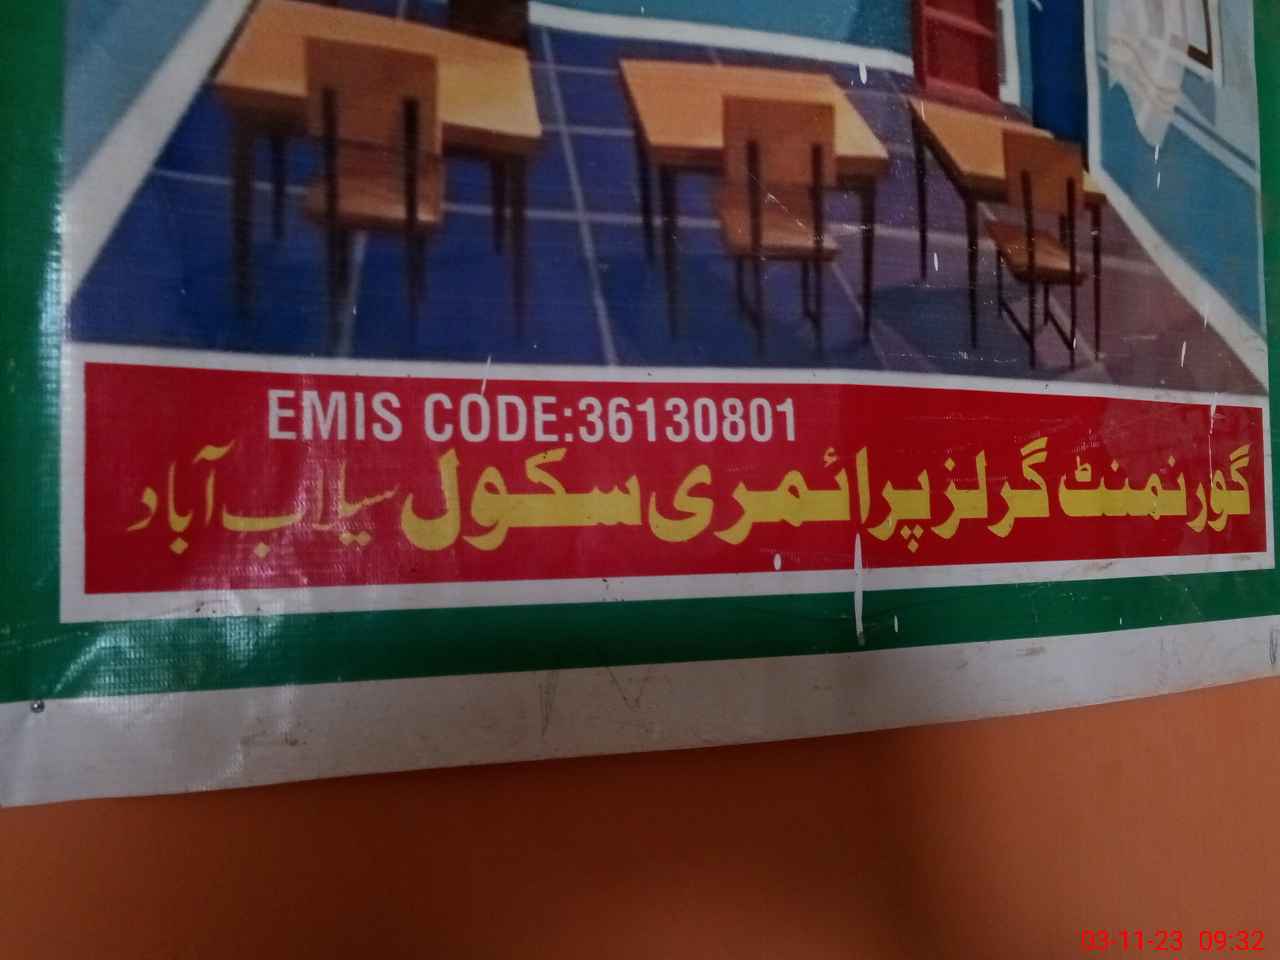 EMIS CODE:36130801
گورنمنٹ گرلز پرائمری سکول سیلاب آباد
03-11-23 09:32